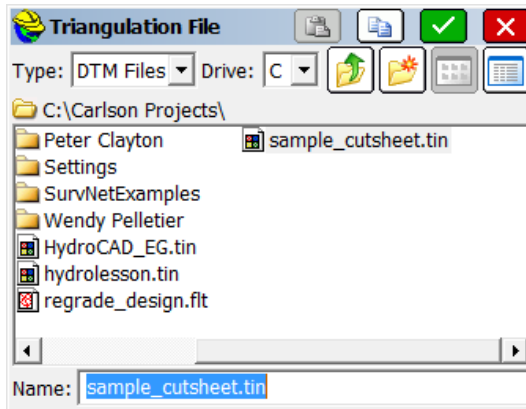 Triangulation File
Type: DTM Files Drive: C
C:\Carlson Projects\
Peter Clayton
Settings
SurvNetExamples
Wendy Pelletier
HydroCAD_EG.tin
hydrolesson.tin
regrade_design.flt
sample_cutsheet.tin
Name: sample_cutsheet.tin